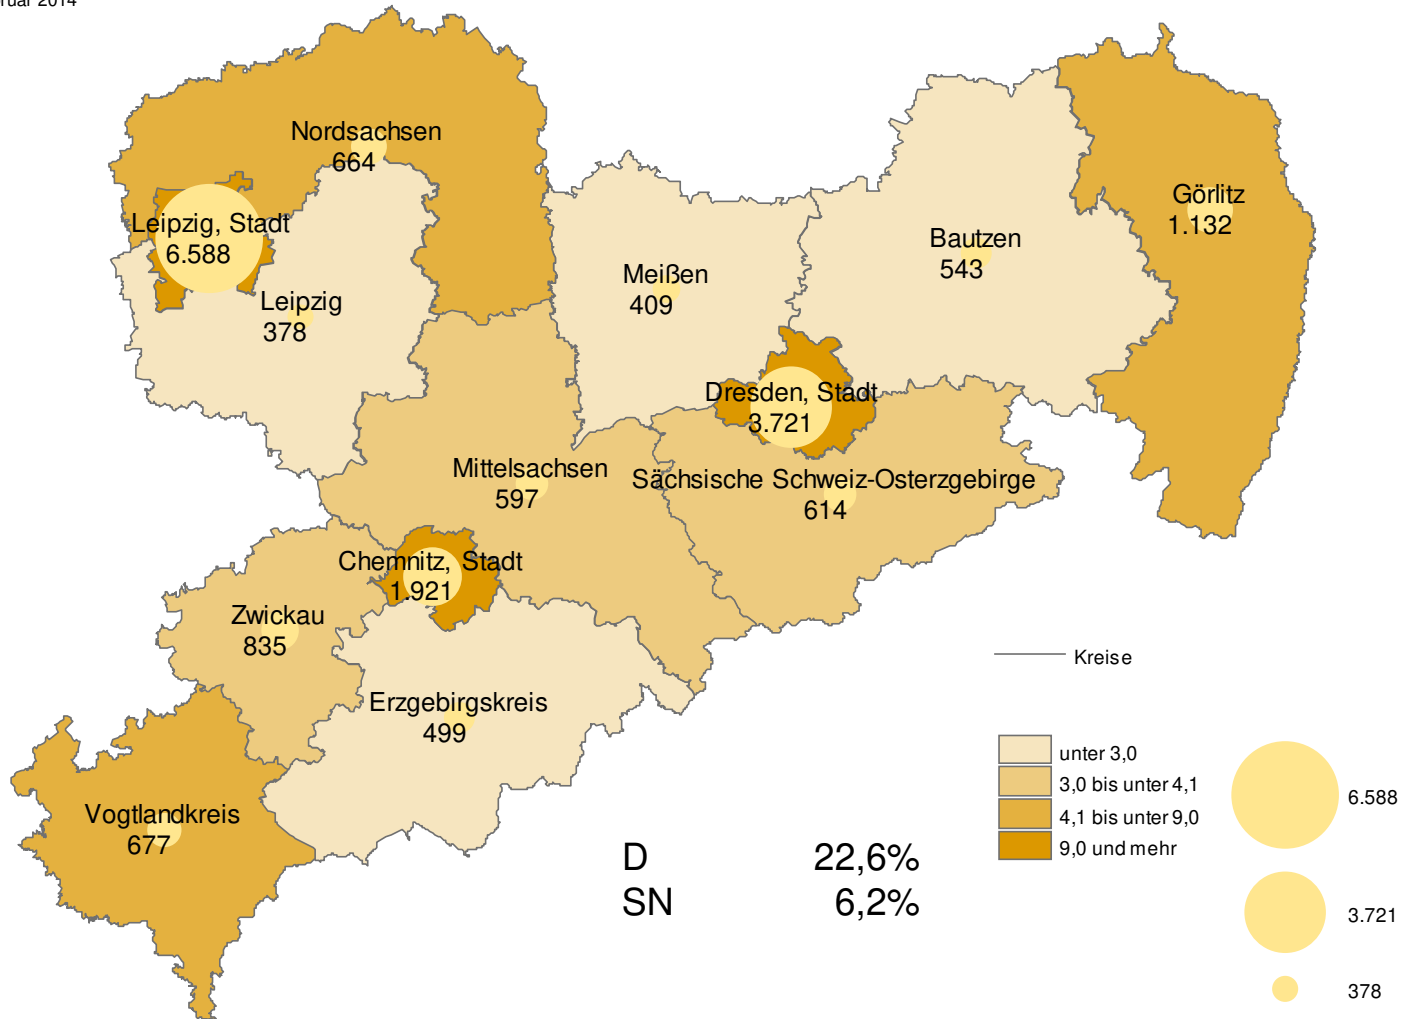 2014
Nordsachsen
664
Leipzig, Stadt
6.588
Leipzig
378
Meißen
409
Bautzen
543
Görlitz
1.132
Dresden, Stadt
3.721
Mittelsachsen
597
Sächsische Schweiz-Osterzgebirge
614
Chemnitz, Stadt
1.921
Zwickau
835
Erzgebirgskreis
499
Vogtlandkreis
677
D 22,6%
SN 6,2%
Kreise
unter 3,0
3,0 bis unter 4,1
4,1 bis unter 9,0
9,0 und mehr
6.588
3.721
378